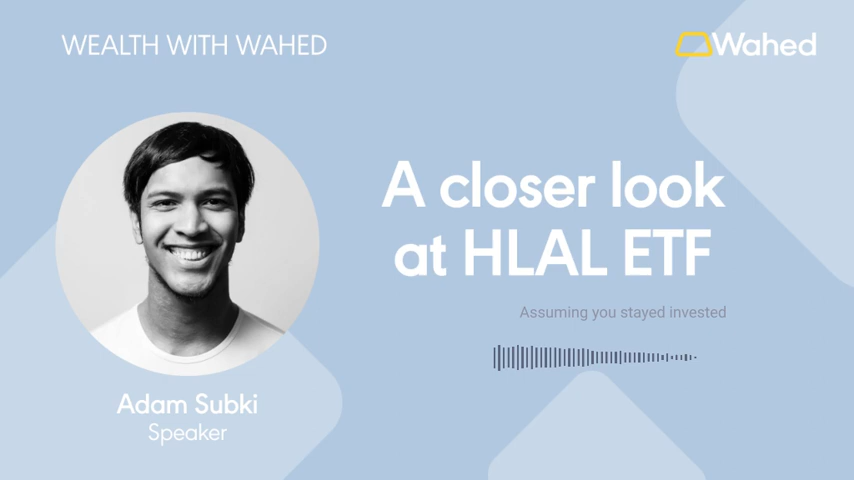 WEALTH WITH WAHED
Wahed
A closer look
at HLAL ETF
Assuming you stayed invested
Adam Subki
Speaker